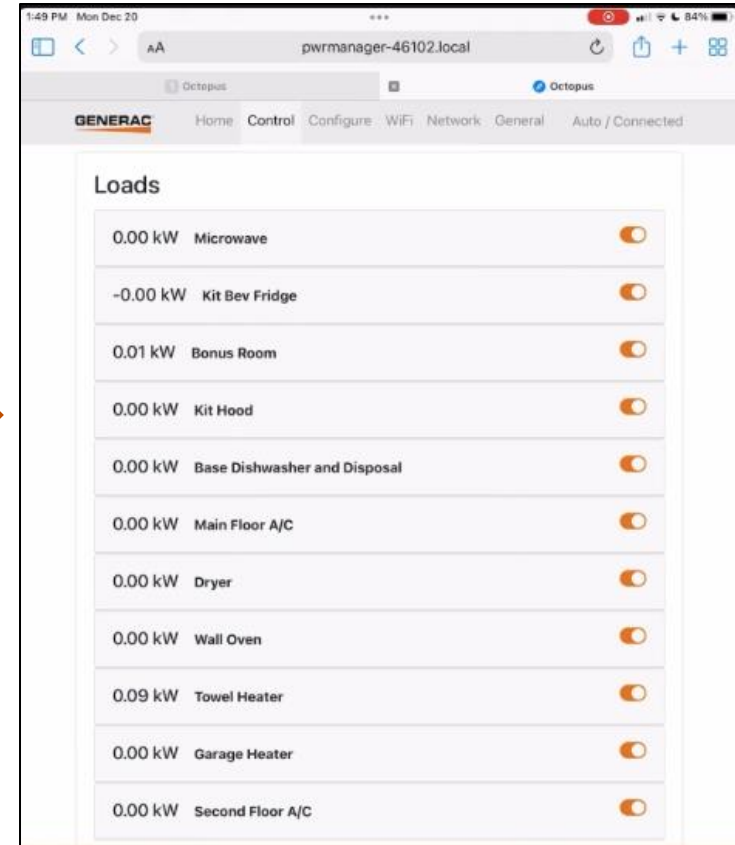 1:49 PM Mon Dec 20
84%
AA
pwrmanager-46102.local
Octopus
Octopus
GENERAC Home Control Configure WiFi Network General Auto / Connected
Loads
0.00 kW Microwave
-0.00 kW Kit Bev Fridge
0.01 kW Bonus Room
0.00 kW Kit Hood
0.00 kW Base Dishwasher and Disposal
0.00 kW Main Floor A/C
0.00 kW Dryer
0.00 kW Wall Oven
0.09 kW Towel Heater
0.00 kW Garage Heater
0.00 kW Second Floor A/C